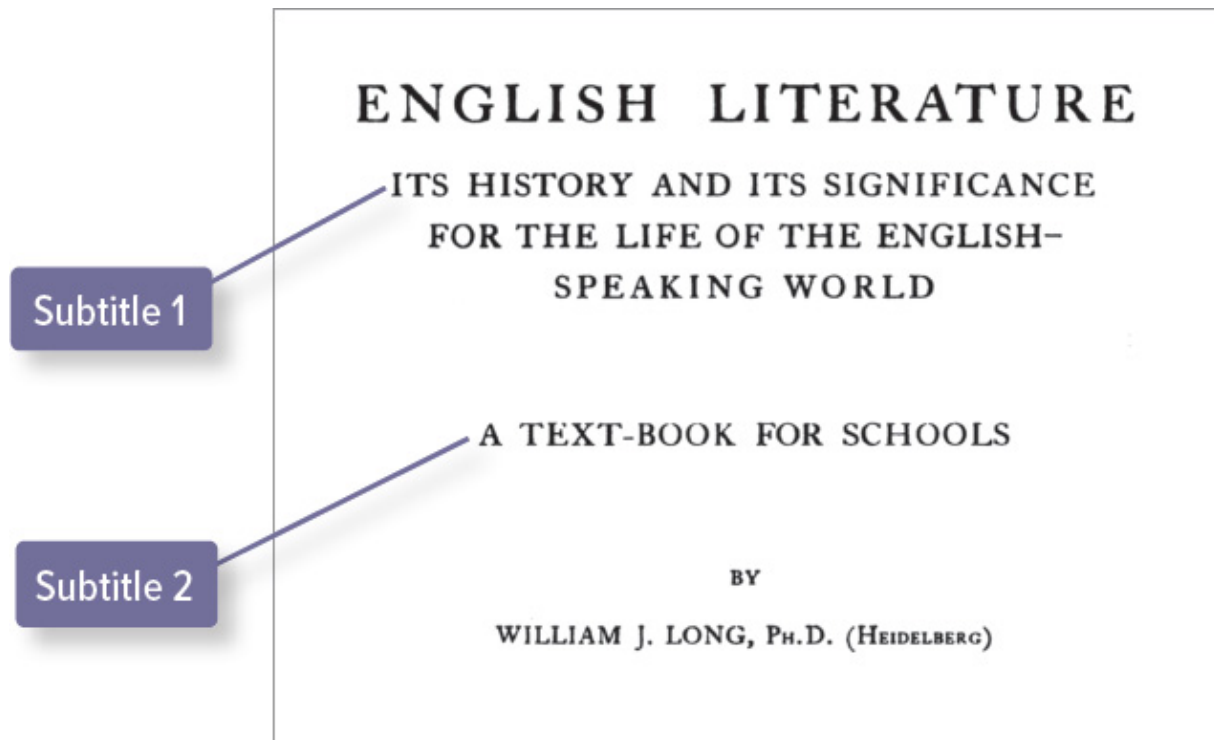 ENGLISH LITERATURE
ITS HISTORY AND ITS SIGNIFICANCE
FOR THE LIFE OF THE ENGLISH–
SPEAKING WORLD
Subtitle 1
A TEXT-BOOK FOR SCHOOLS
Subtitle 2
BY
WILLIAM J. LONG, PH.D. (HEIDELBERG)